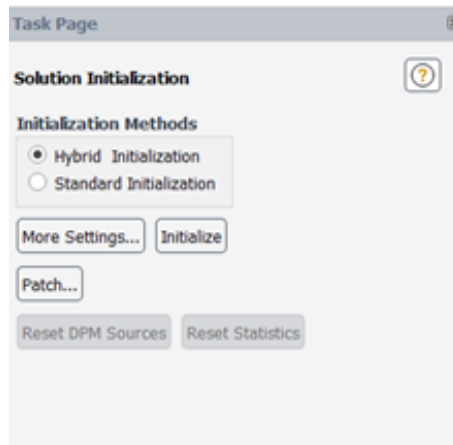 Task Page
Solution Initialization
?
Initialization Methods
Hybrid Initialization
Standard Initialization
More Settings... Initialize
Patch...
Reset DPM Sources Reset Statistics